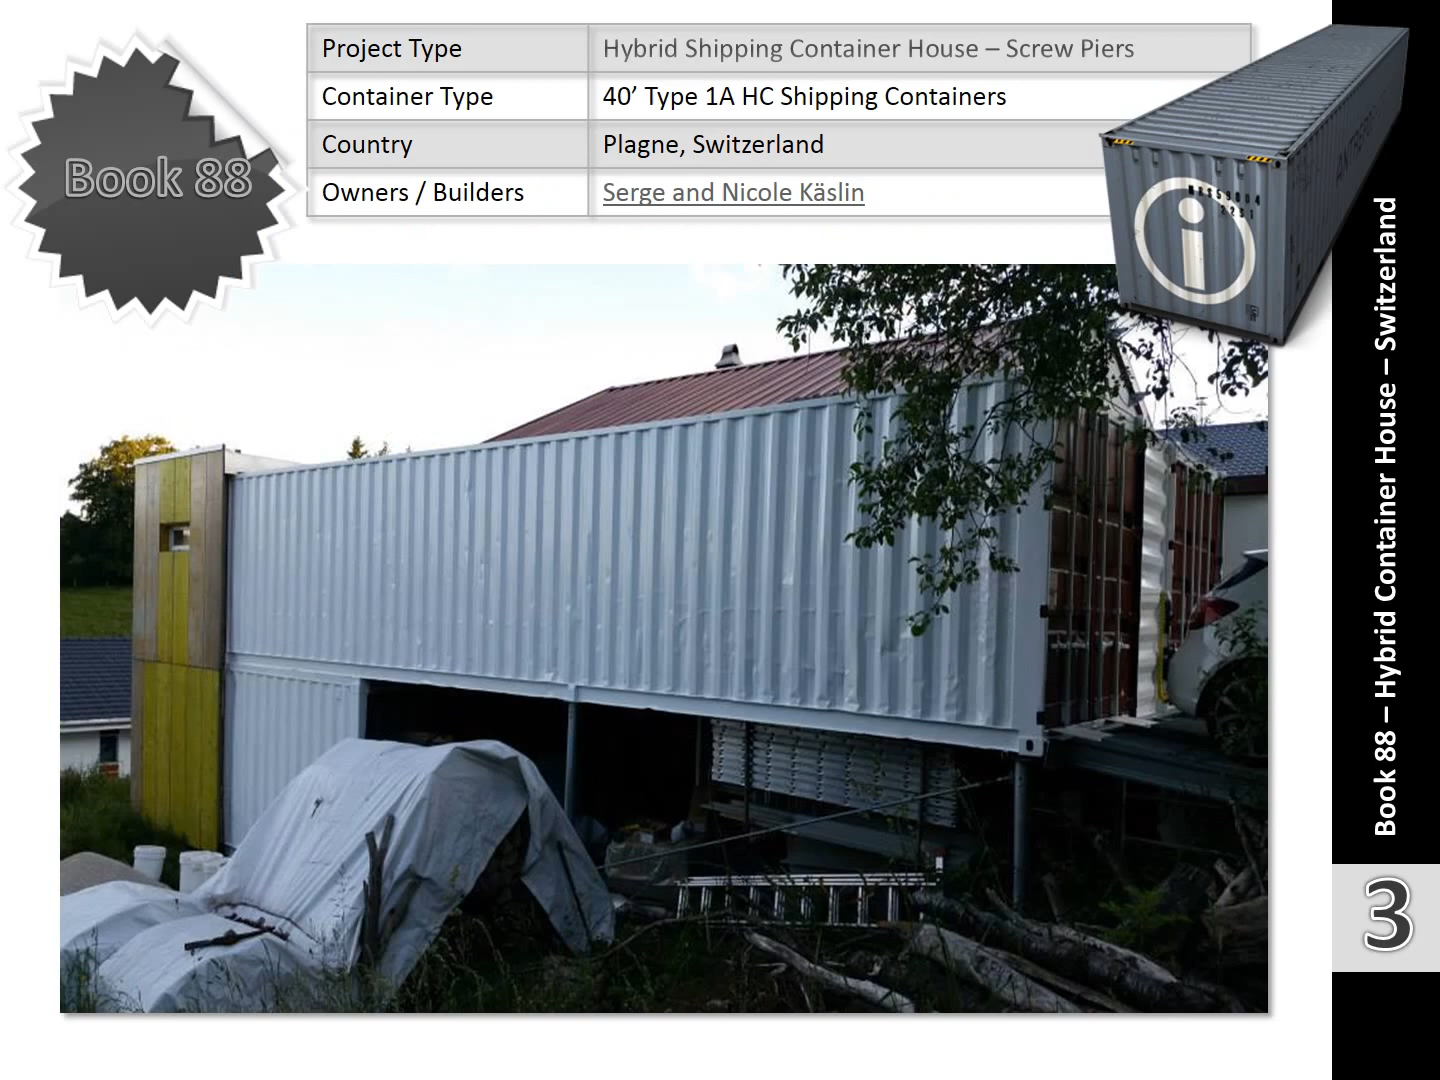 Book 88
Project Type Hybrid Shipping Container House – Screw Piers
Container Type 40’ Type 1A HC Shipping Containers
Country Plagne, Switzerland
Owners / Builders Serge and Nicole Käslin
i
2251
Book 88 – Hybrid Container House – Switzerland
3